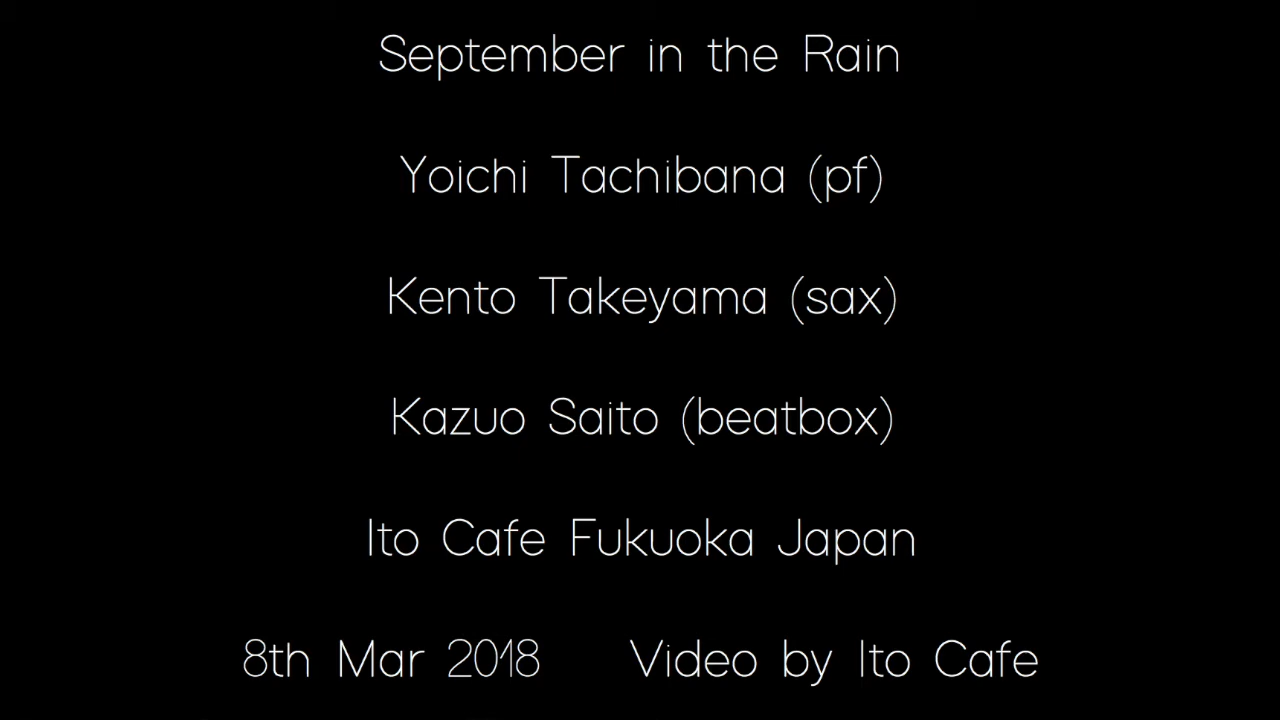 September in the Rain
Yoichi Tachibana (pf)
Kento Takeyama (sax)
Kazuo Saito (beatbox)
Ito Cafe Fukuoka Japan
8th Mar 2018 Video by Ito Cafe